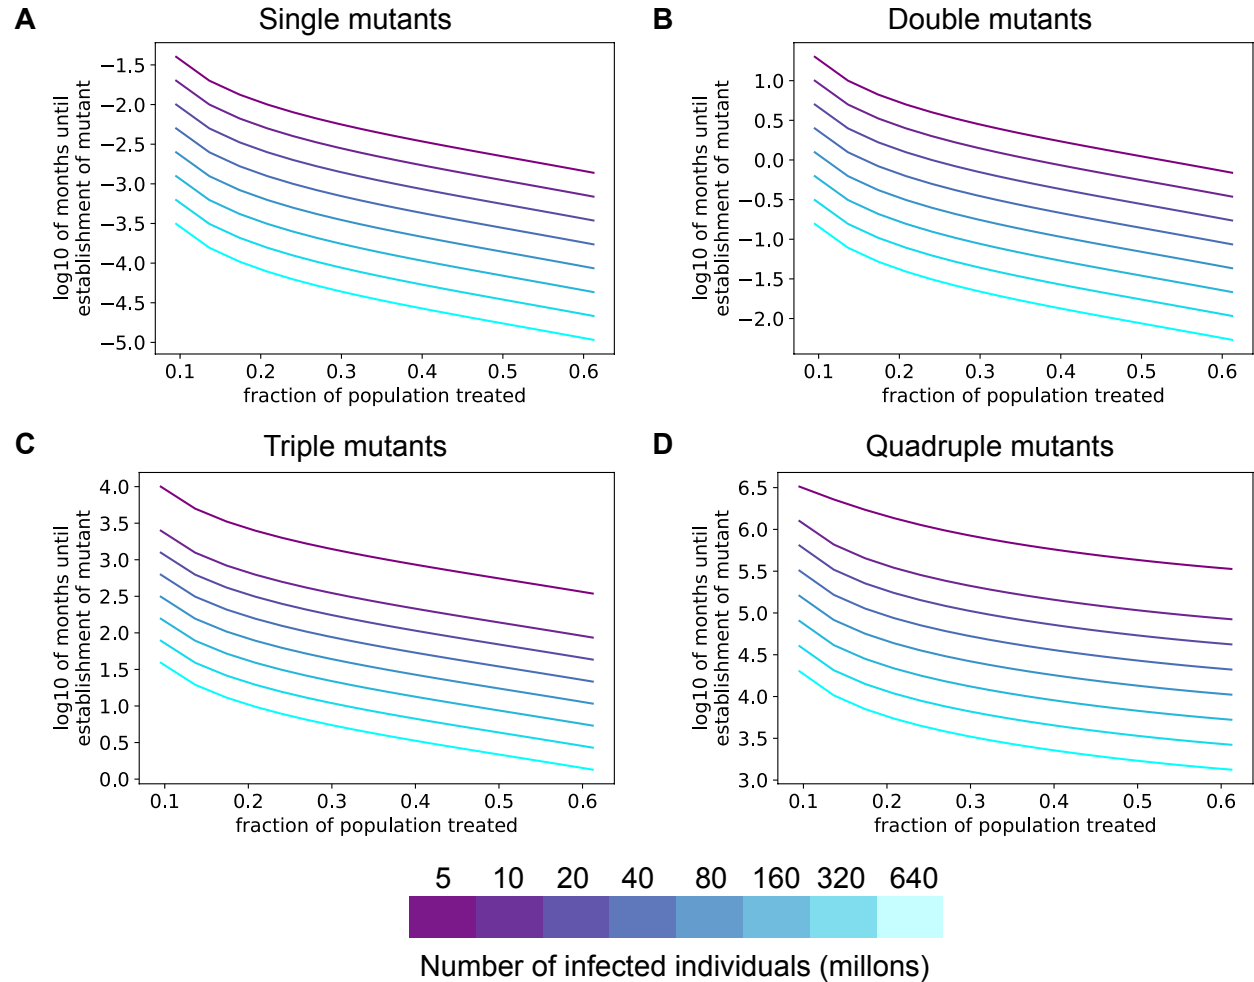 A
Single mutants
log10 of months until
establishment of mutant
−1.5
−2.0
−2.5
−3.0
−3.5
−4.0
−4.5
−5.0
0.1 0.2 0.3 0.4 0.5 0.6
fraction of population treated
B
Double mutants
log10 of months until
establishment of mutant
1.0
0.5
0.0
−0.5
−1.0
−1.5
−2.0
0.1 0.2 0.3 0.4 0.5 0.6
fraction of population treated
C
Triple mutants
log10 of months until
establishment of mutant
4.0
3.5
3.0
2.5
2.0
1.5
1.0
0.5
0.0
0.1 0.2 0.3 0.4 0.5 0.6
fraction of population treated
D
Quadruple mutants
log10 of months until
establishment of mutant
6.5
6.0
5.5
5.0
4.5
4.0
3.5
3.0
0.1 0.2 0.3 0.4 0.5 0.6
fraction of population treated
5 10 20 40 80 160 320 640
Number of infected individuals (millons)